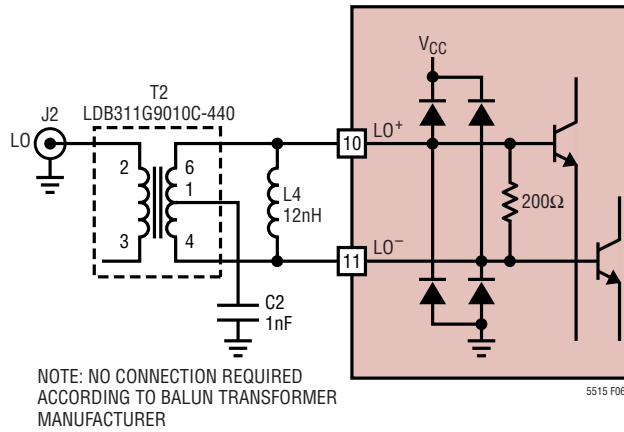 T2
LDB311G9010C-440
J2
LO
2
3
6
1
4
L4
12nH
C2
1nF
10
LO+
11
LO−
VCC
200Ω
NOTE: NO CONNECTION REQUIRED
ACCORDING TO BALUN TRANSFORMER
MANUFACTURER
5515 F06